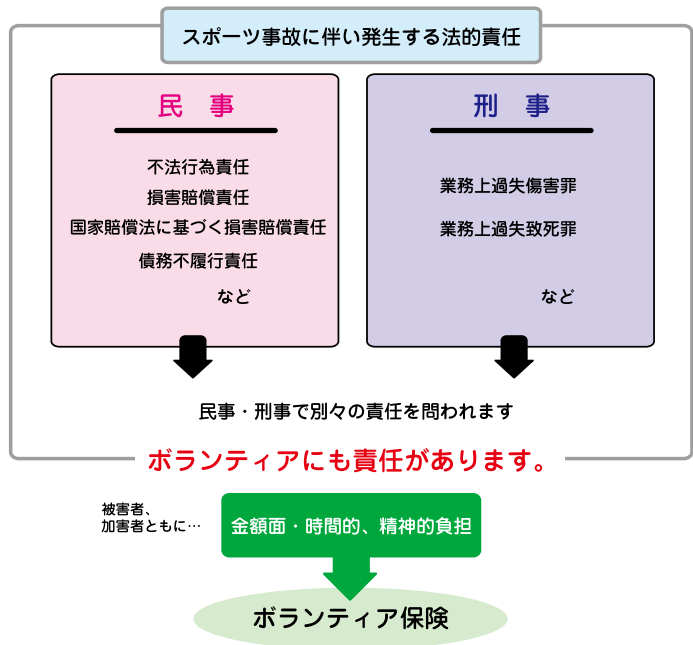 スポーツ事故に伴い発生する法的責任
民　事
不法行為責任
損害賠償責任
国家賠償法に基づく損害賠償責任
債務不履行責任
など
刑　事
業務上過失傷害罪
業務上過失致死罪
など
民事・刑事で別々の責任を問われます
ボランティアにも責任があります。
被害者、
加害者ともに…
金額面・時間的、精神的負担
ボランティア保険